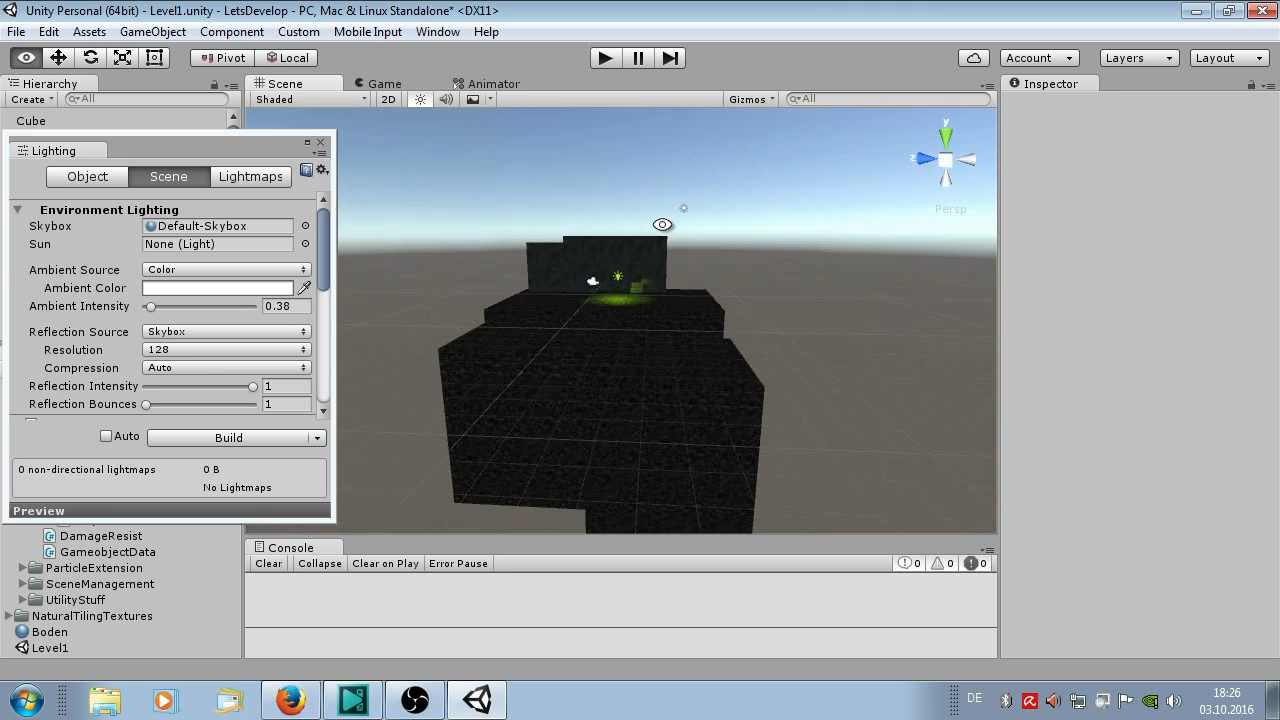 Unity Personal (64bit) - Level1.unity - LetsDevelop - PC, Mac & Linux Standalone* <DX11>
File Edit Assets GameObject Component Custom Mobile Input Window Help
Pivot Local Account Layers Layout
Hierarchy Scene Game Animator Inspector
Create All Shaded 2D Gizmos All
Cube
Lighting
Object Scene Lightmaps
Environment Lighting
Skybox Default-Skybox
Sun None (Light)
Ambient Source Color
Ambient Color
Ambient Intensity 0.38
Reflection Source Skybox
Resolution 128
Compression Auto
Reflection Intensity 1
Reflection Bounces 1
Auto Build
0 non-directional lightmaps 0 B
No Lightmaps
Preview
y
z
Persp
DamageResist
GameobjectData
ParticleExtension
SceneManagement
UtilityStuff
NaturalTilingTextures
Boden
Level1
Console
Clear Collapse Clear on Play Error Pause 0 0 0
DE 18:26
03.10.2016